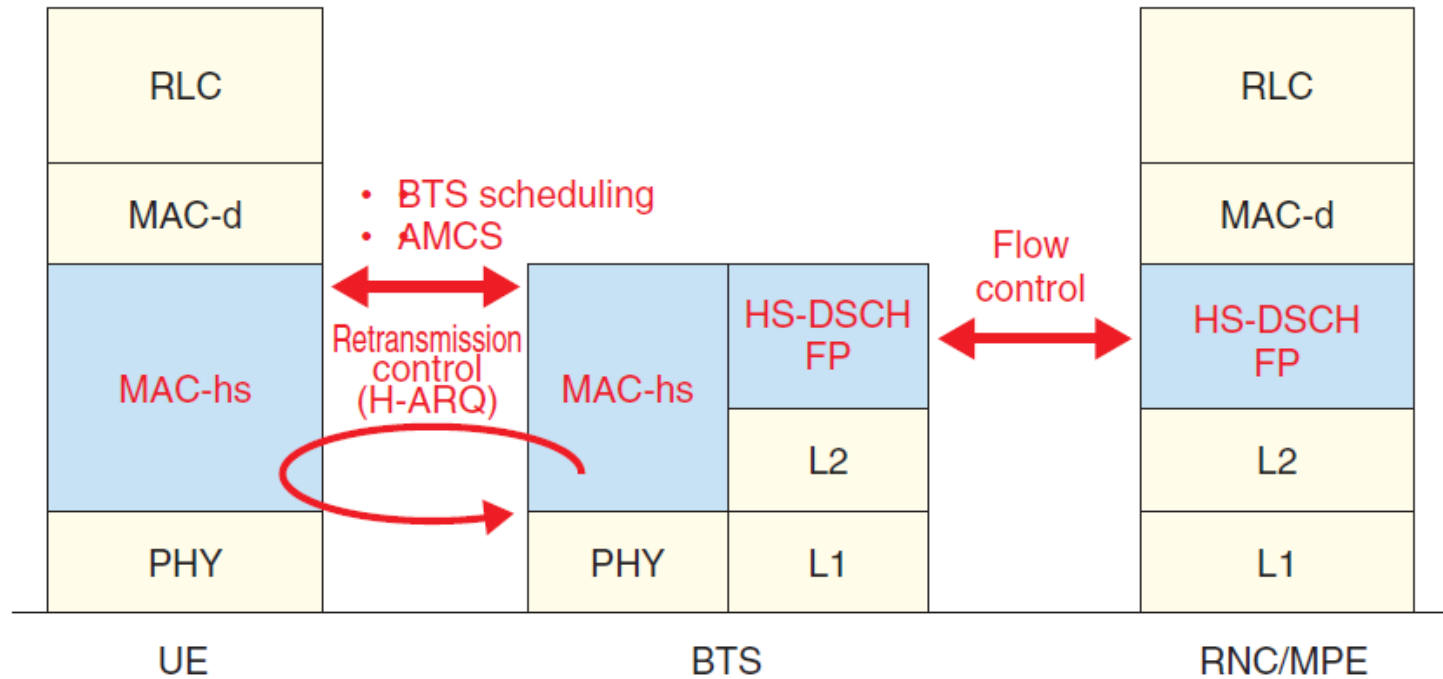 RLC
MAC-d
MAC-hs
PHY
UE
• BTS scheduling
• AMCS
Retransmission
control
(H-ARQ)
MAC-hs
PHY
HS-DSCH
FP
L2
L1
BTS
Flow
control
RLC
MAC-d
HS-DSCH
FP
L2
L1
RNC/MPE